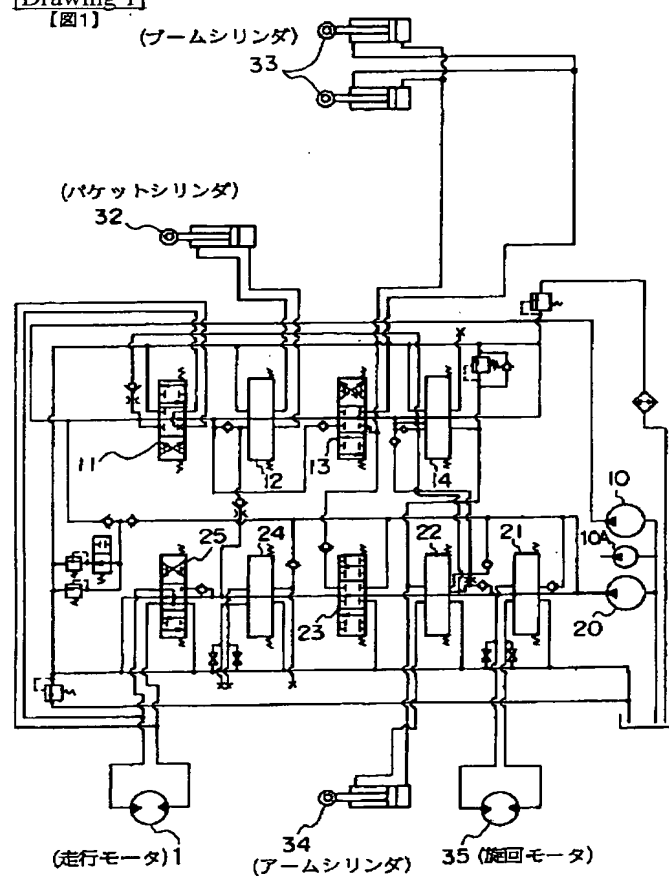 [Drawing 1]
[図1]
(ブームシリンダ)
33
(バケットシリンダ)
32
11
12
13
14
10
10A
20
25
24
23
22
21
34
(アームシリンダ)
(走行モータ)1
35(旋回モータ)